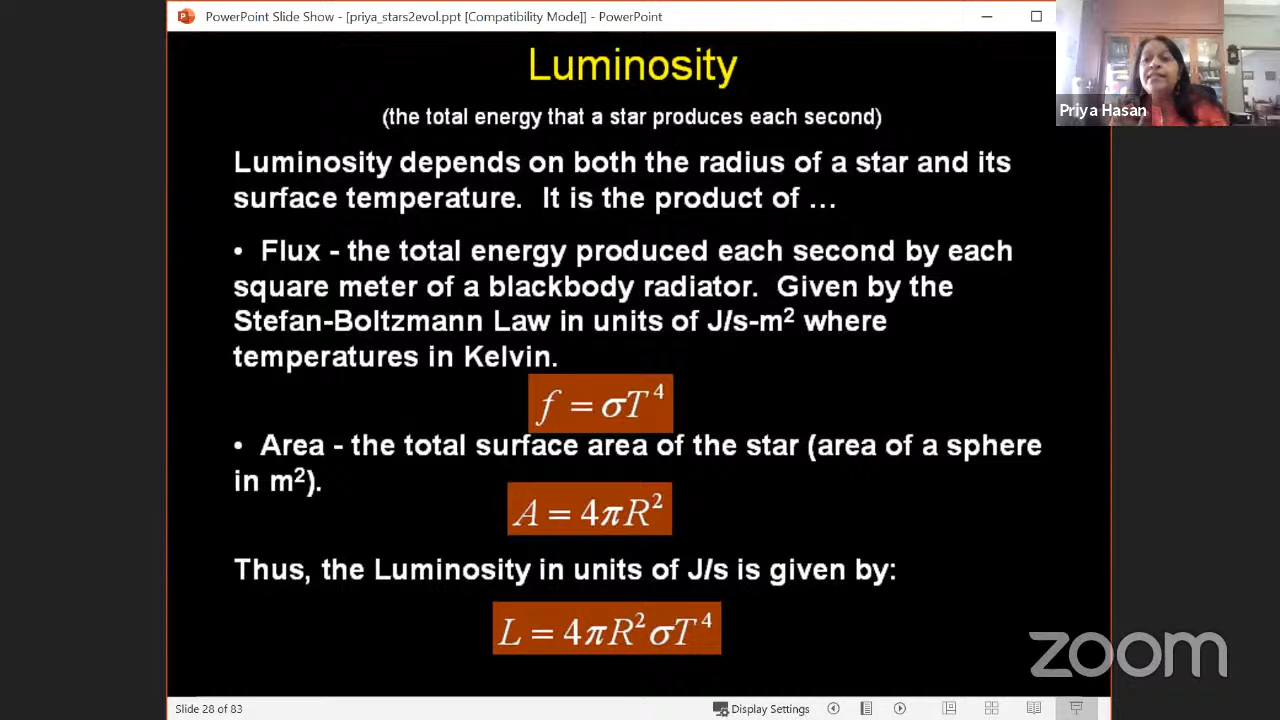 PowerPoint Slide Show - [priya_stars2evol.ppt [Compatibility Mode]] - PowerPoint
Luminosity
(the total energy that a star produces each second)
Luminosity depends on both the radius of a star and its
surface temperature. It is the product of …
• Flux - the total energy produced each second by each
square meter of a blackbody radiator. Given by the
Stefan-Boltzmann Law in units of J/s-m² where
temperatures in Kelvin.
f = σT⁴
• Area - the total surface area of the star (area of a sphere
in m²).
A = 4πR²
Thus, the Luminosity in units of J/s is given by:
L = 4πR²σT⁴
Priya Hasan
zoom
Slide 28 of 83
Display Settings